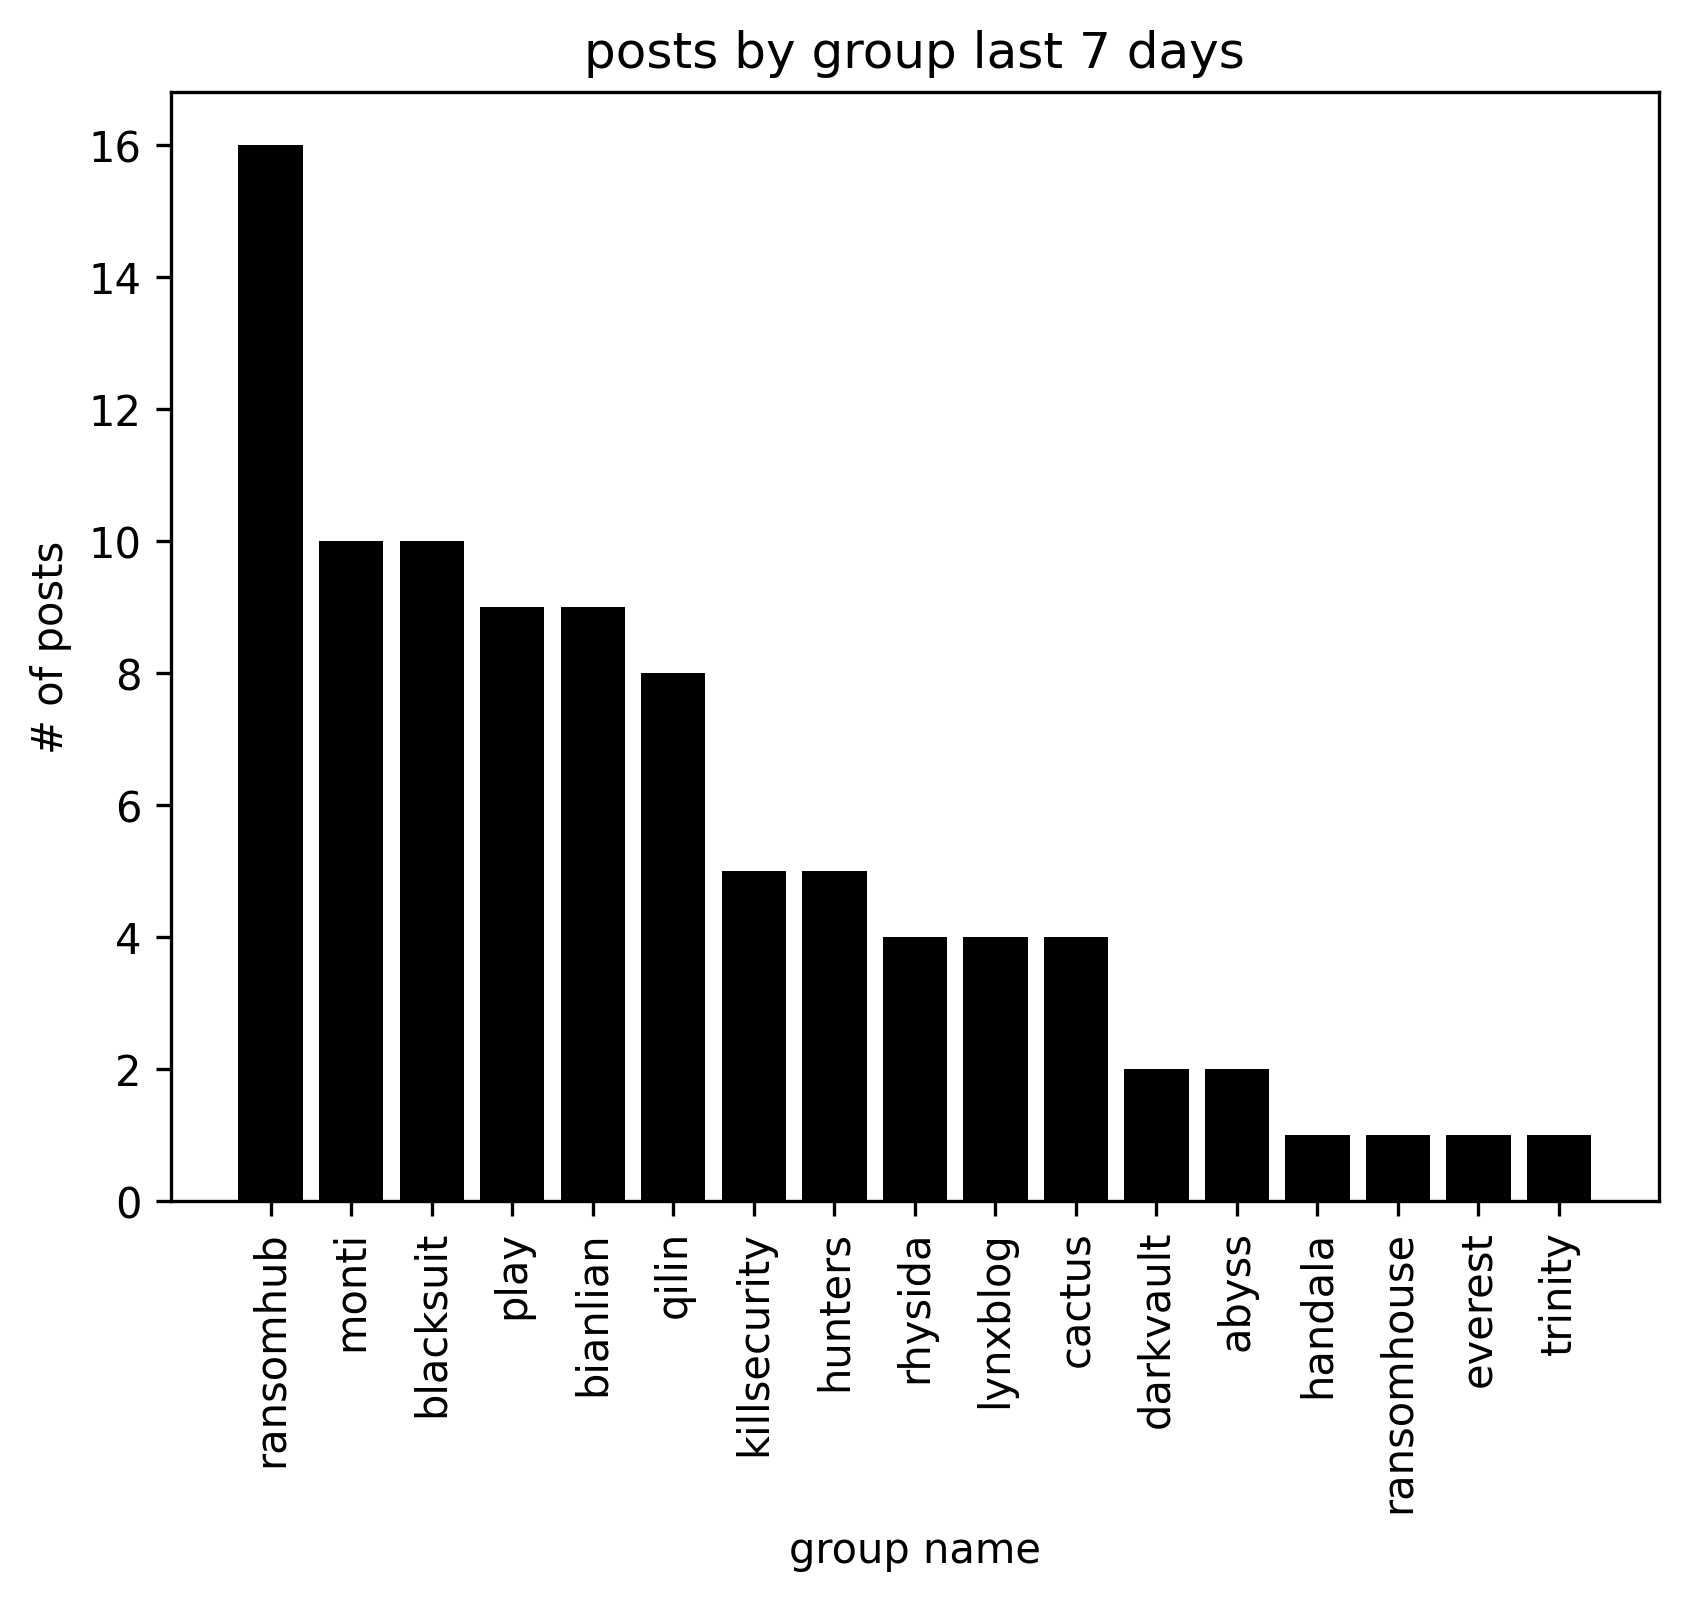 posts by group last 7 days
# of posts
16
14
12
10
8
6
4
2
0
ransomhub
monti
blacksuit
play
bianlian
qilin
killsecurity
hunters
rhysida
lynxblog
cactus
darkvault
abyss
handala
ransomhouse
everest
trinity
group name